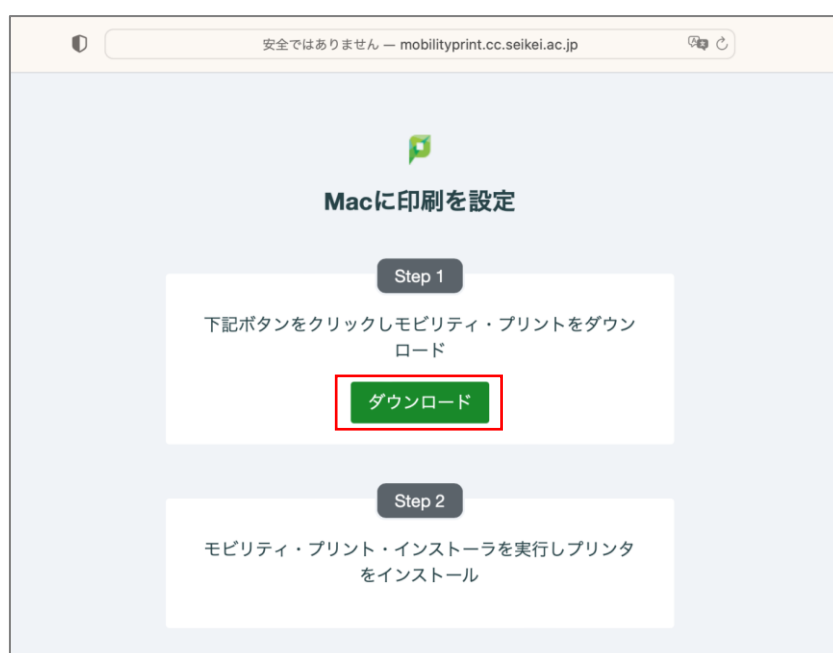 安全ではありません — mobilityprint.cc.seikei.ac.jp
Macに印刷を設定
Step 1
下記ボタンをクリックしモビリティ・プリントをダウン
ロード
ダウンロード
Step 2
モビリティ・プリント・インストーラを実行しプリンタ
をインストール